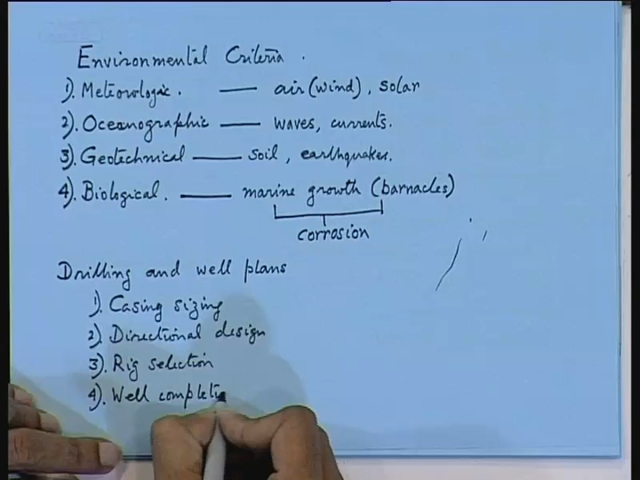 Environmental Criteria.
1). Meteorologic. — air (wind), solar
2). Oceanographic — waves, currents.
3). Geotechnical — soil, earthquakes.
4). Biological. — marine growth (barnacles)
corrosion
Drilling and well plans
1). Casing sizing
2). Directional design
3). Rig selection
4). Well completi